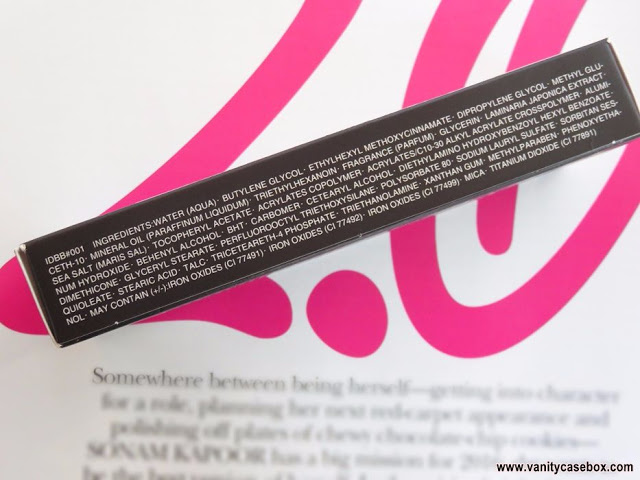 IDBB#001 INGREDIENTS:WATER (AQUA)· BUTYLENE GLYCOL· ETHYLHEXYL METHOXYCINNAMATE· DIPROPYLENE GLYCOL· METHYL GLU-
CETH-10· MINERAL OIL (PARAFFINUM LIQUIDUM)· TRIETHYLHEXANOIN· FRAGRANCE (PARFUM)· GLYCERIN· LAMINARIA JAPONICA EXTRACT·
SEA SALT (MARIS SAL)· TOCOPHERYL ACETATE· ACRYLATES COPOLYMER· ACRYLATES/C10-30 ALKYL ACRYLATE CROSSPOLYMER· ALUMI-
NUM HYDROXIDE· BEHENYL ALCOHOL· BHT· CARBOMER· CETEARYL ALCOHOL· DIETHYLAMINO HYDROXYBENZOYL HEXYL BENZOATE·
DIMETHICONE· GLYCERYL STEARATE· PERFLUOROOCTYL TRIETHOXYSILANE· POLYSORBATE 80· SODIUM LAURYL SULFATE· SORBITAN SES-
QUIOLEATE· STEARIC ACID· TALC· TRICETEARETH-4 PHOSPHATE· TRIETHANOLAMINE· XANTHAN GUM· METHYLPARABEN· PHENOXYETHA-
NOL· MAY CONTAIN (+/-):IRON OXIDES (CI 77491)· IRON OXIDES (CI 77492)· IRON OXIDES (CI 77499)· MICA· TITANIUM DIOXIDE (CI 77891)
Somewhere between being herself—getting into character
for a role, planning her next red-carpet appearance and
polishing off plates of chewy chocolate-chip cookies—
SONAM KAPOOR has a big mission for
www.vanitycasebox.com